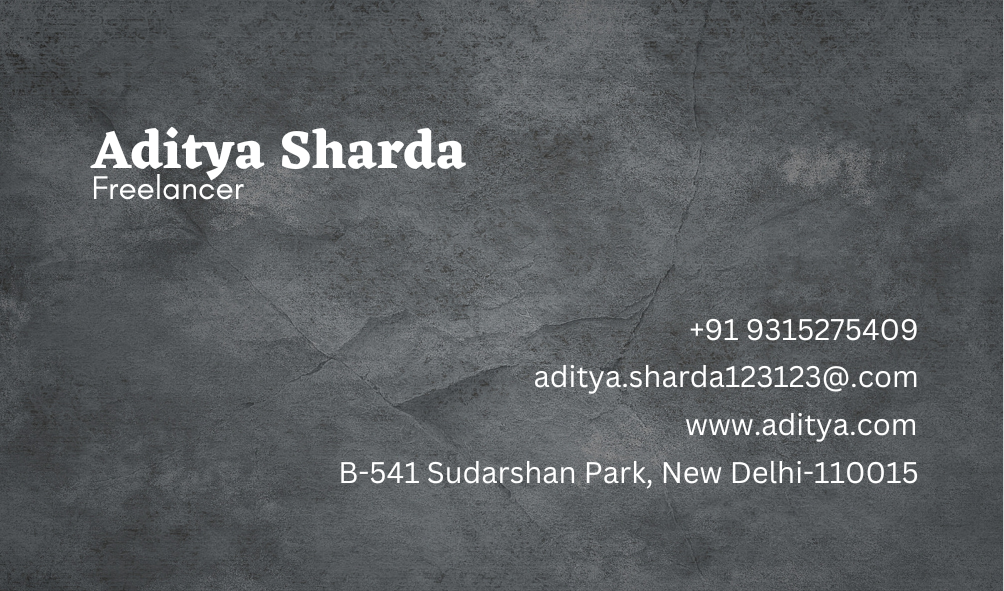 Aditya Sharda
Freelancer
+91 9315275409
aditya.sharda123123@.com
www.aditya.com
B-541 Sudarshan Park, New Delhi-110015